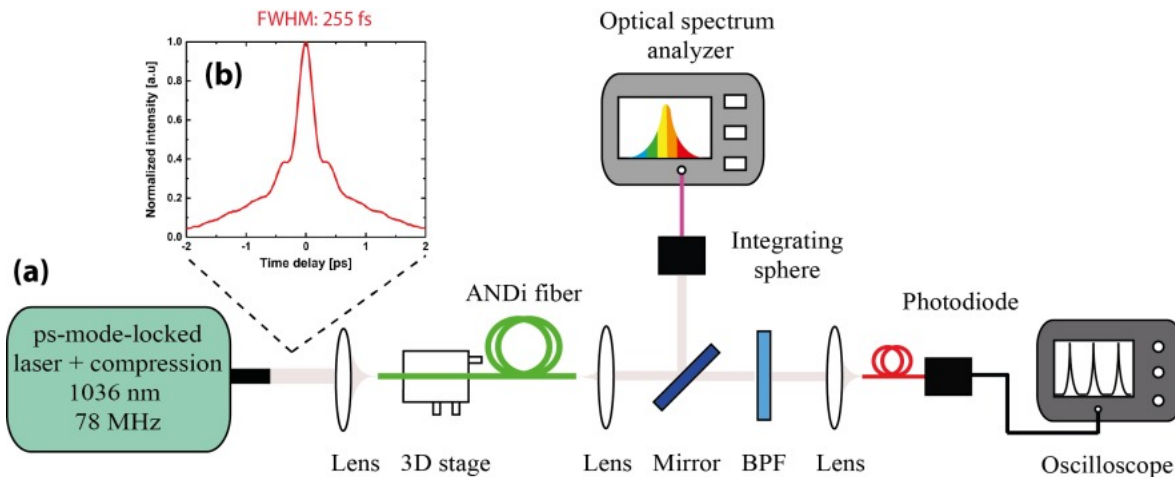 FWHM: 255 fs
(b)
Normalized intensity [a.u]
1.0
0.8
0.6
0.4
0.2
0.0
-2
-1
0
1
2
Time delay [ps]
Optical spectrum
analyzer
Integrating
sphere
(a)
ps-mode-locked
laser + compression
1036 nm
78 MHz
ANDi fiber
Photodiode
Lens
3D stage
Lens
Mirror
BPF
Lens
Oscilloscope